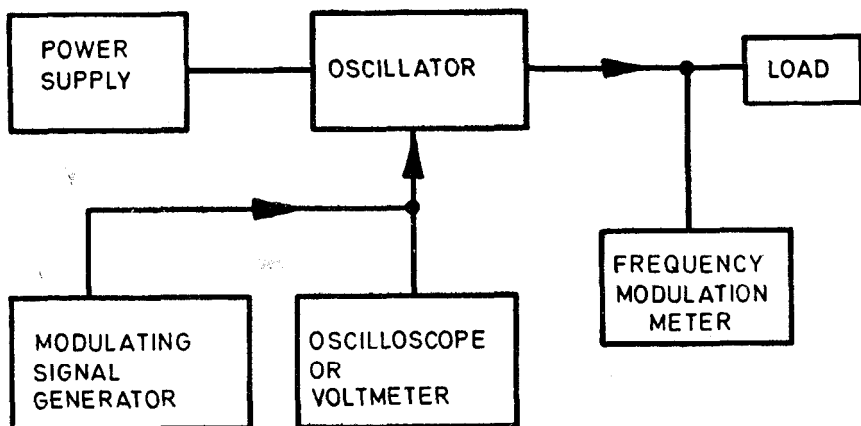 POWER
SUPPLY
OSCILLATOR
LOAD
FREQUENCY
MODULATION
METER
MODULATING
SIGNAL
GENERATOR
OSCILLOSCOPE
OR
VOLTMETER